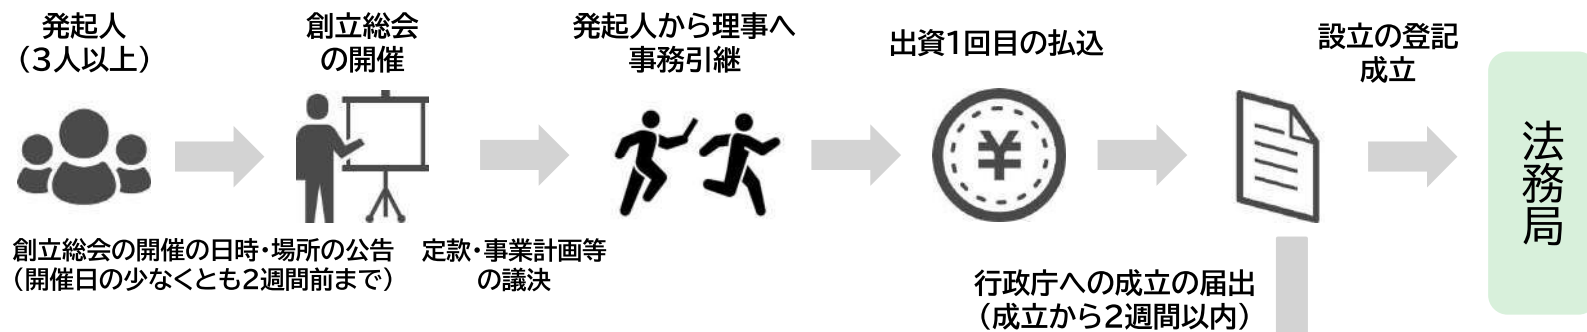 発起人
（3人以上）
創立総会
の開催
発起人から理事へ
事務引継
出資1回目の払込
設立の登記
成立
法務局
¥
創立総会の開催の日時・場所の公告
（開催日の少なくとも2週間前まで）
定款・事業計画等
の議決
行政庁への成立の届出
（成立から2週間以内）